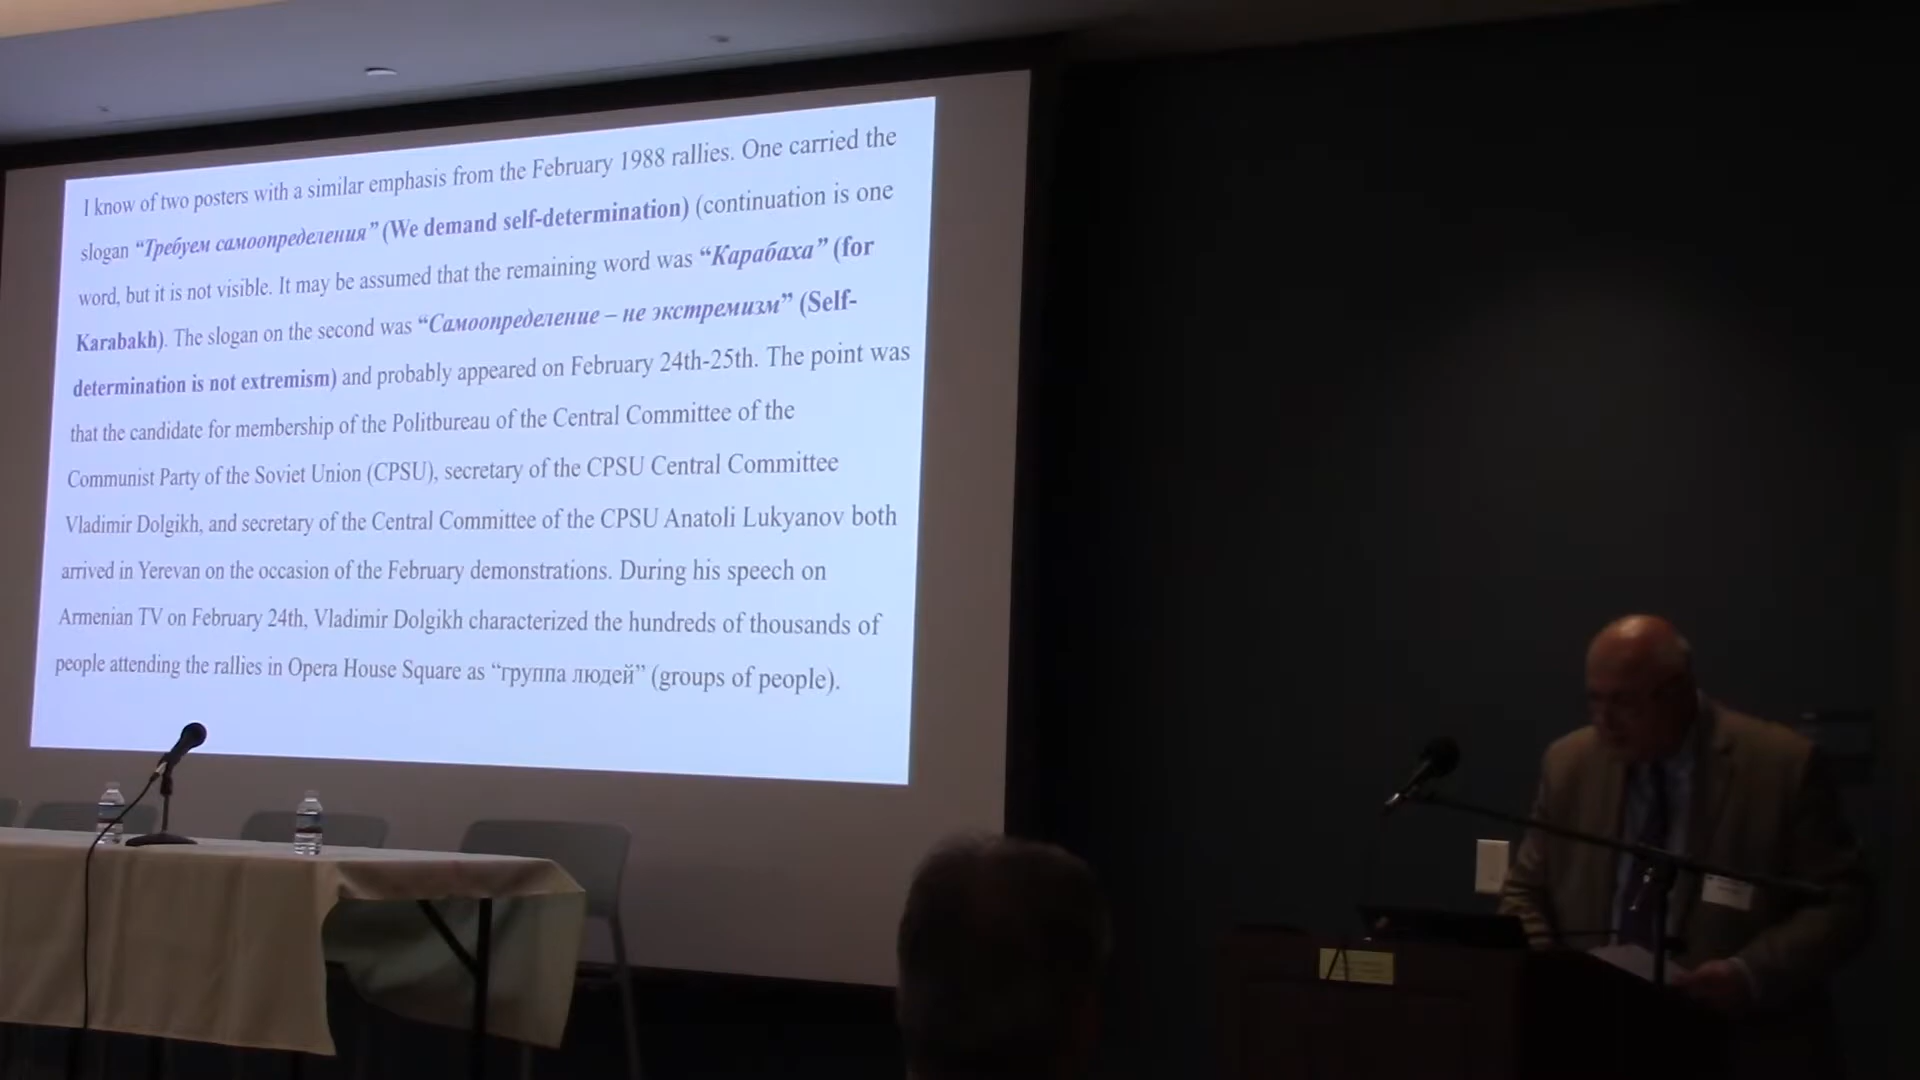 I know of two posters with a similar emphasis from the February 1988 rallies. One carried the
slogan “Требуем самоопределения” (We demand self-determination) (continuation is one
word, but it is not visible. It may be assumed that the remaining word was “Карабаха” (for
Karabakh). The slogan on the second was “Самоопределение – не экстремизм” (Self-
determination is not extremism) and probably appeared on February 24th-25th. The point was
that the candidate for membership of the Politbureau of the Central Committee of the
Communist Party of the Soviet Union (CPSU), secretary of the CPSU Central Committee
Vladimir Dolgikh, and secretary of the Central Committee of the CPSU Anatoli Lukyanov both
arrived in Yerevan on the occasion of the February demonstrations. During his speech on
Armenian TV on February 24th, Vladimir Dolgikh characterized the hundreds of thousands of
people attending the rallies in Opera House Square as “группа людей” (groups of people).